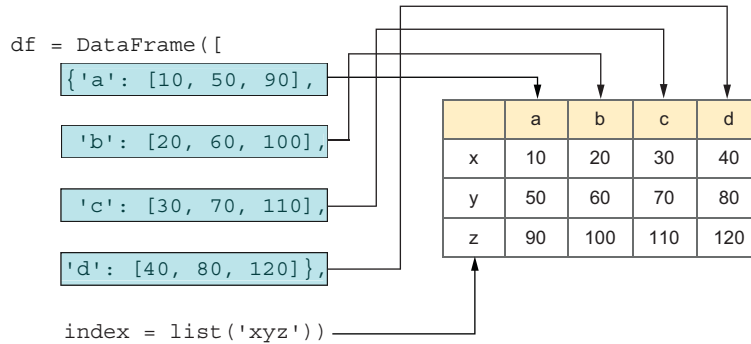 df = DataFrame([
{'a': [10, 50, 90],
'b': [20, 60, 100],
'c': [30, 70, 110],
'd': [40, 80, 120]},
index = list('xyz'))
a b c d
x 10 20 30 40
y 50 60 70 80
z 90 100 110 120